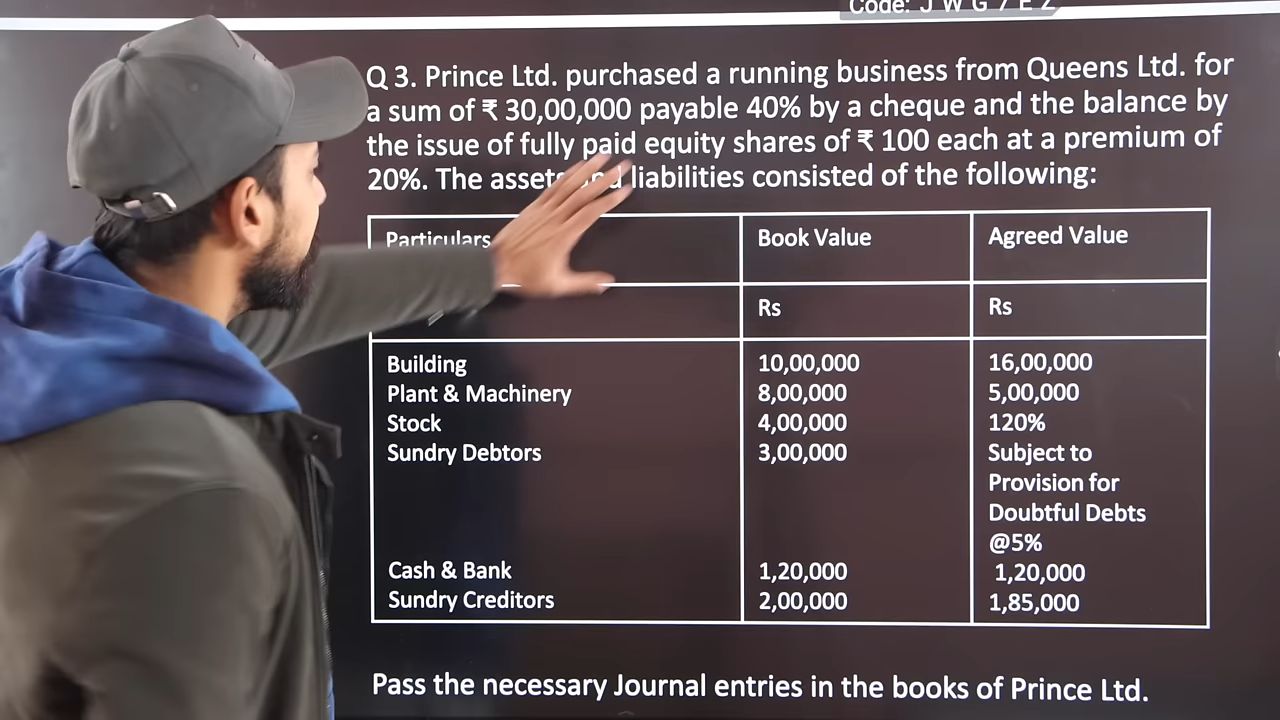 Code: J W G 7 E Z
Q 3. Prince Ltd. purchased a running business from Queens Ltd. for
a sum of ₹ 30,00,000 payable 40% by a cheque and the balance by
the issue of fully paid equity shares of ₹ 100 each at a premium of
20%. The assets and liabilities consisted of the following:
Particulars Book Value Agreed Value
Rs Rs
Building 10,00,000 16,00,000
Plant & Machinery 8,00,000 5,00,000
Stock 4,00,000 120%
Sundry Debtors 3,00,000 Subject to
Provision for
Doubtful Debts
@5%
Cash & Bank 1,20,000 1,20,000
Sundry Creditors 2,00,000 1,85,000
Pass the necessary Journal entries in the books of Prince Ltd.